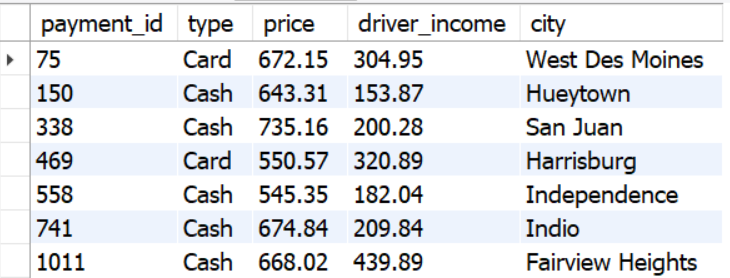 payment_id type price driver_income city
75 Card 672.15 304.95 West Des Moines
150 Cash 643.31 153.87 Hueytown
338 Cash 735.16 200.28 San Juan
469 Card 550.57 320.89 Harrisburg
558 Cash 545.35 182.04 Independence
741 Cash 674.84 209.84 Indio
1011 Cash 668.02 439.89 Fairview Heights